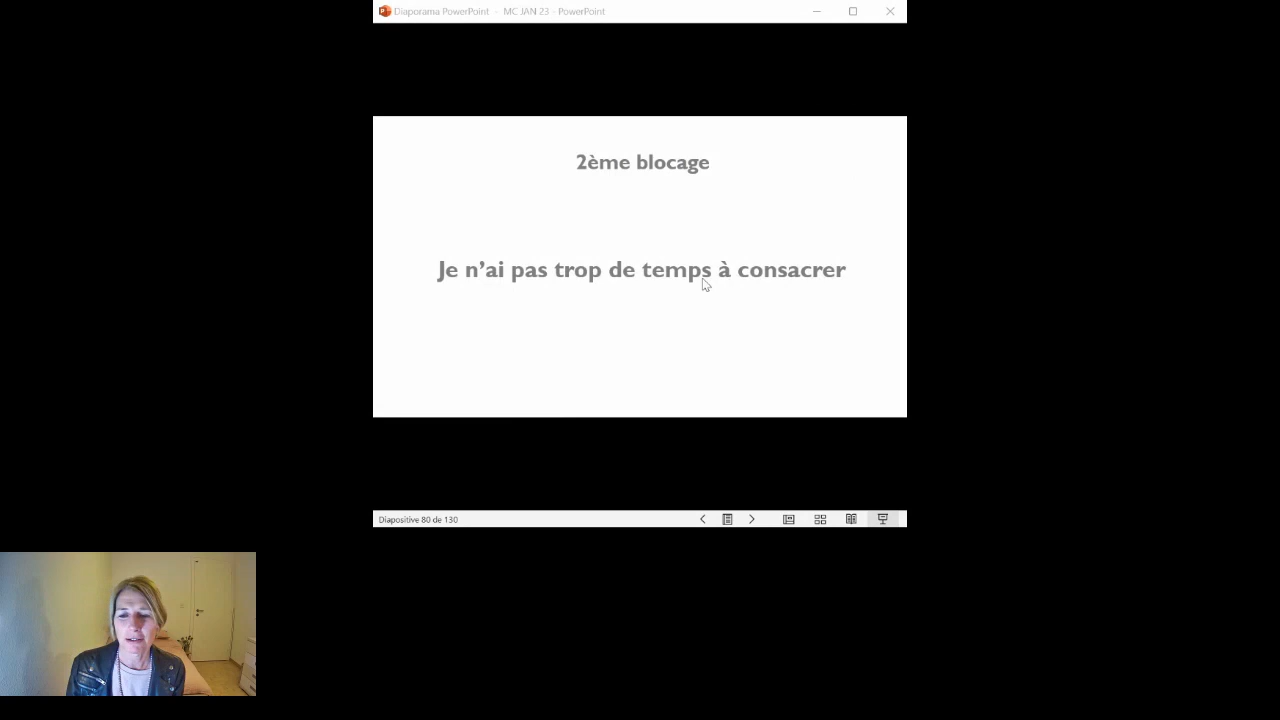 Diaporama PowerPoint - MC JAN 23 - PowerPoint
2ème blocage
Je n’ai pas trop de temps à consacrer
Diapositive 80 de 130